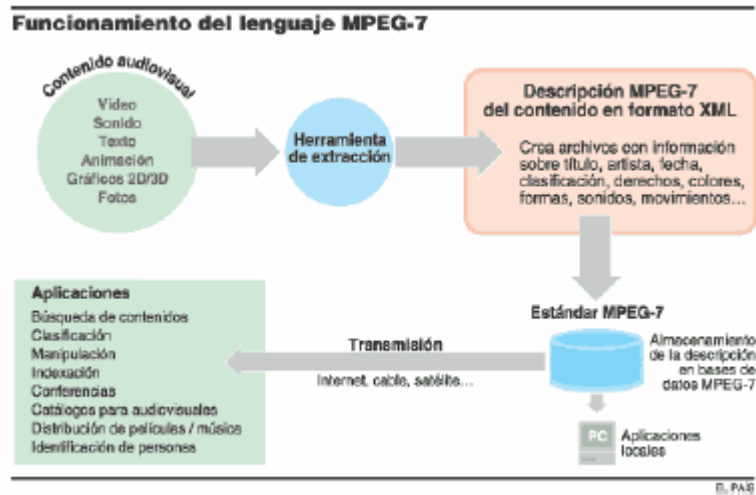 Funcionamiento del lenguaje MPEG-7
Contenido audiovisual
Vídeo
Sonido
Texto
Animación
Gráficos 2D/3D
Fotos
Herramienta
de extracción
Descripción MPEG-7
del contenido en formato XML
Crea archivos con información
sobre título, artista, fecha,
clasificación, derechos, colores,
formas, sonidos, movimientos...
Estándar MPEG-7
Almacenamiento
de la descripción
en bases de
datos MPEG-7
PC
Aplicaciones
locales
Transmisión
Internet, cable, satélite...
Aplicaciones
Búsqueda de contenidos
Clasificación
Manipulación
Indexación
Conferencias
Catálogos para audiovisuales
Distribución de películas / música
Identificación de personas
EL PAÍS